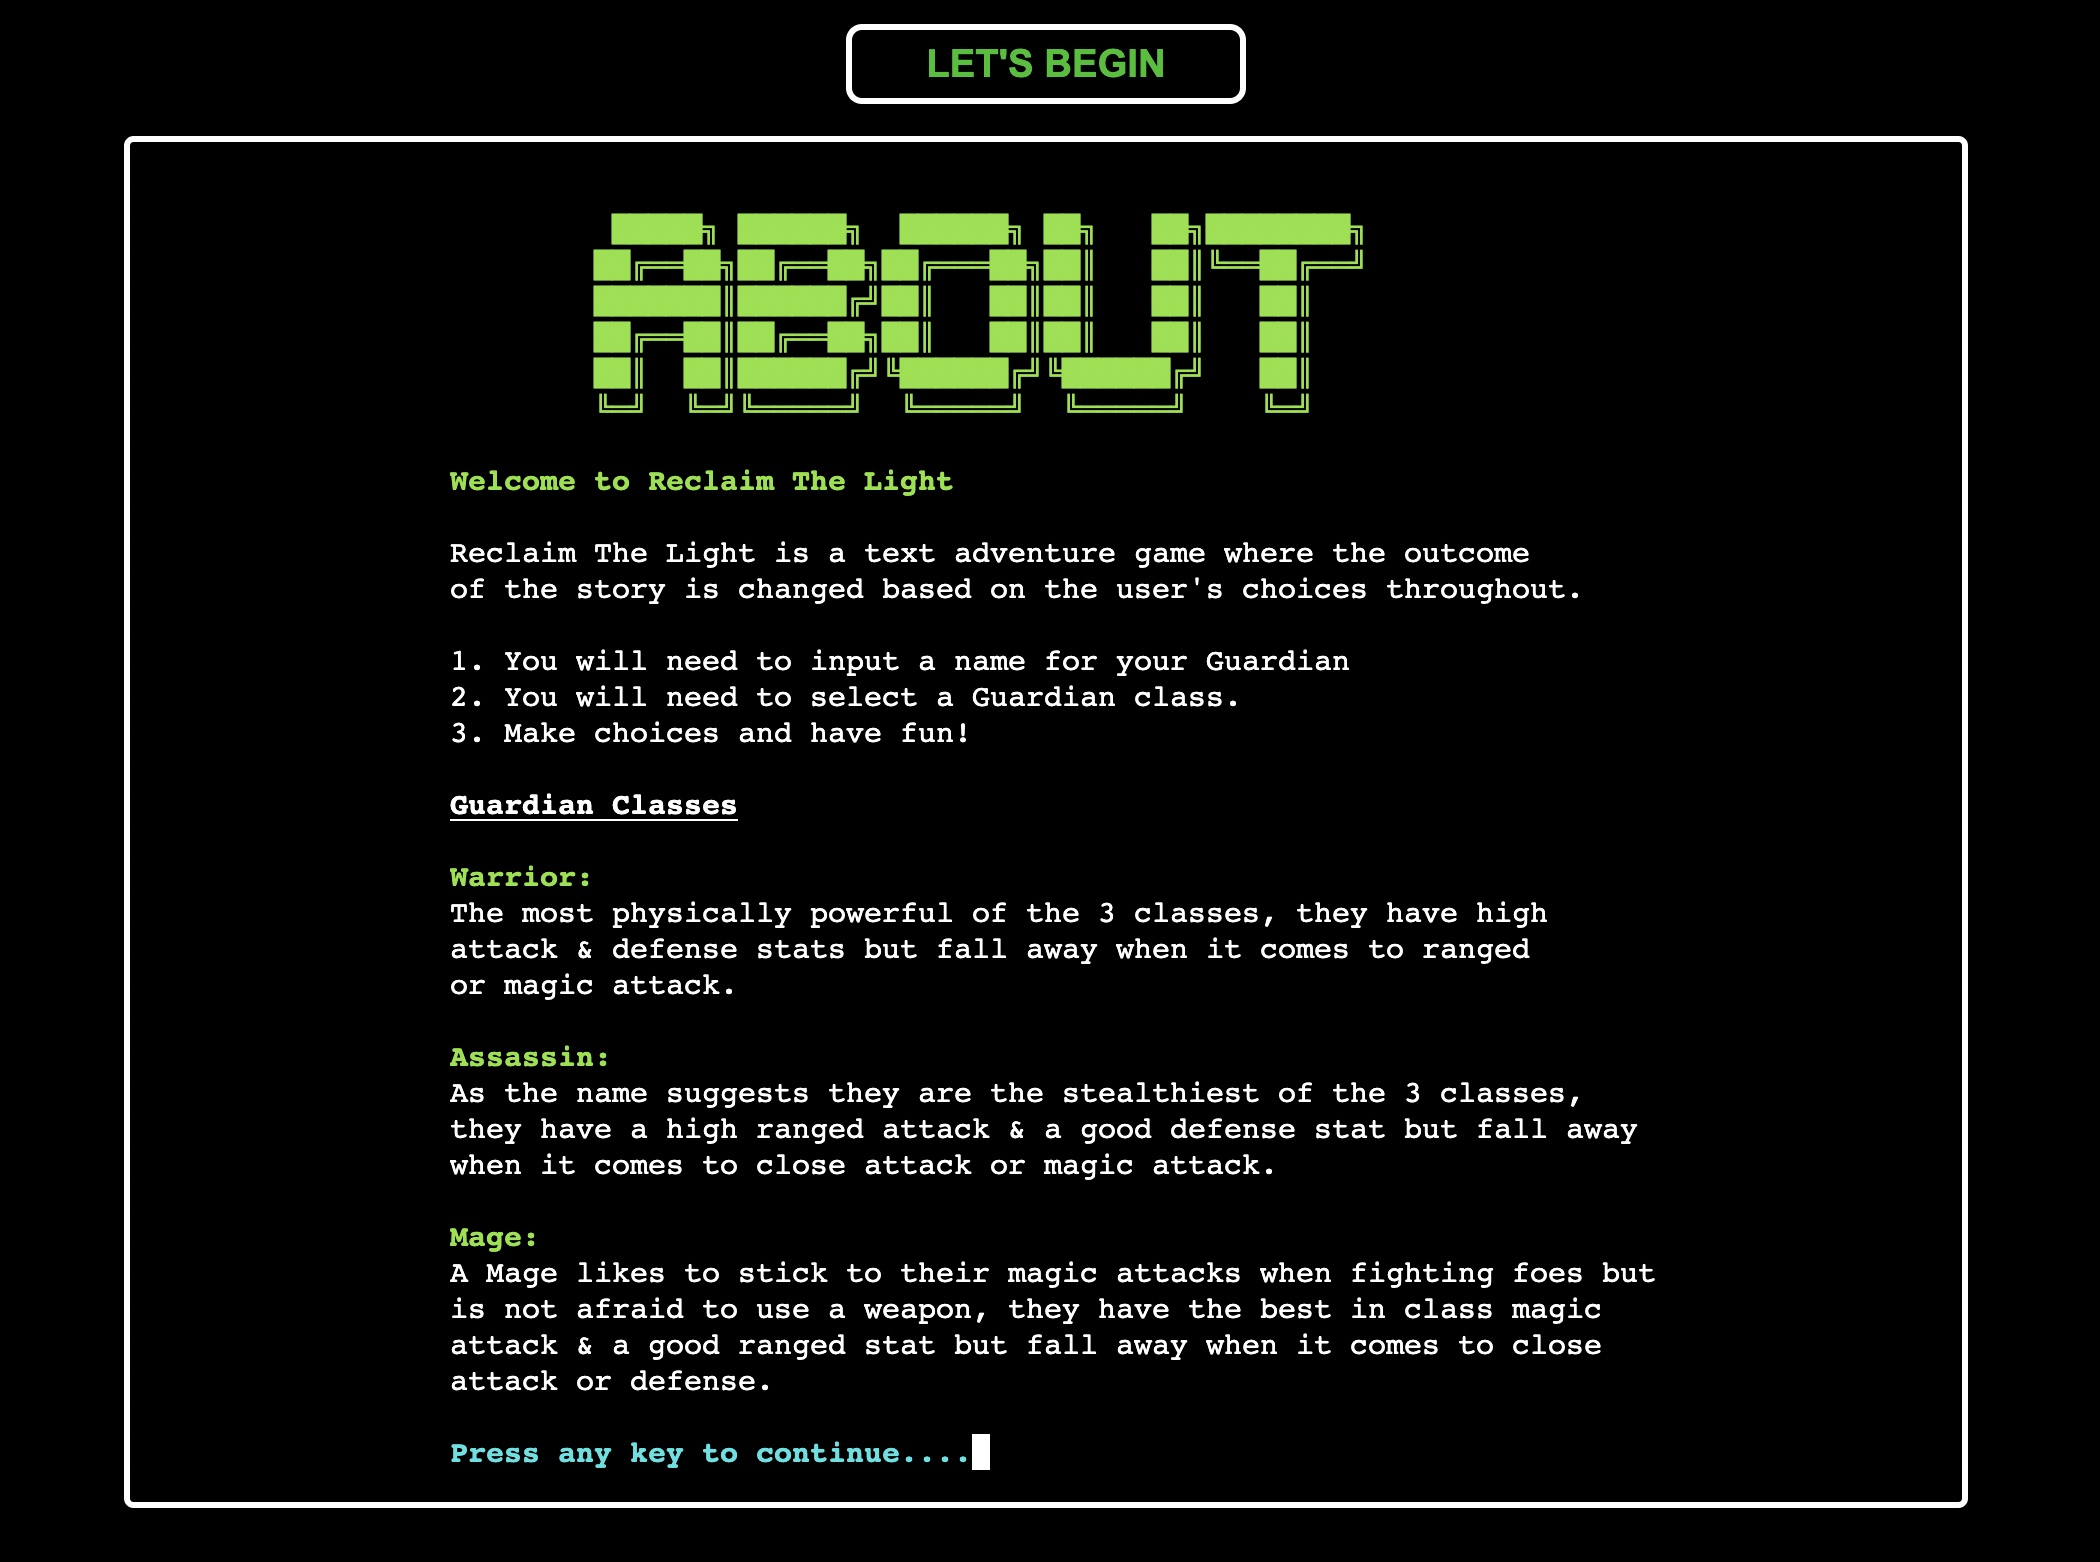 LET'S BEGIN
ABOUT
Welcome to Reclaim The Light
Reclaim The Light is a text adventure game where the outcome
of the story is changed based on the user's choices throughout.
1. You will need to input a name for your Guardian
2. You will need to select a Guardian class.
3. Make choices and have fun!
Guardian Classes
Warrior:
The most physically powerful of the 3 classes, they have high
attack & defense stats but fall away when it comes to ranged
or magic attack.
Assassin:
As the name suggests they are the stealthiest of the 3 classes,
they have a high ranged attack & a good defense stat but fall away
when it comes to close attack or magic attack.
Mage:
A Mage likes to stick to their magic attacks when fighting foes but
is not afraid to use a weapon, they have the best in class magic
attack & a good ranged stat but fall away when it comes to close
attack or defense.
Press any key to continue....